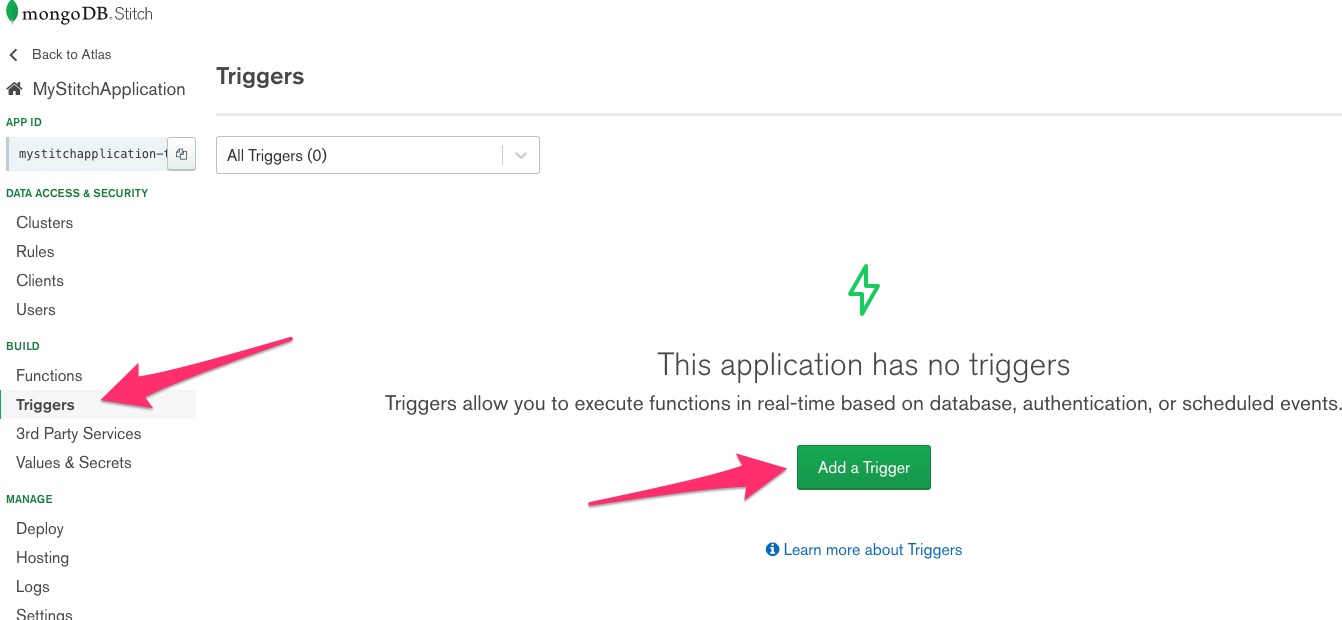 mongoDB. Stitch
Back to Atlas
MyStitchApplication
APP ID
mystitchapplication-
DATA ACCESS & SECURITY
Clusters
Rules
Clients
Users
BUILD
Functions
Triggers
3rd Party Services
Values & Secrets
MANAGE
Deploy
Hosting
Logs
Settings
Triggers
All Triggers (0)
This application has no triggers
Triggers allow you to execute functions in real-time based on database, authentication, or scheduled events.
Add a Trigger
Learn more about Triggers